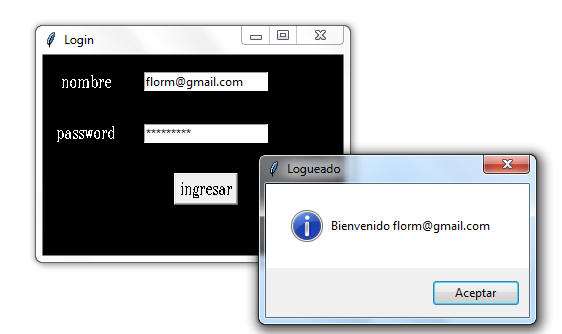 Login
nombre
florm@gmail.com
password
*********
ingresar
Logueado
Bienvenido florm@gmail.com
Aceptar